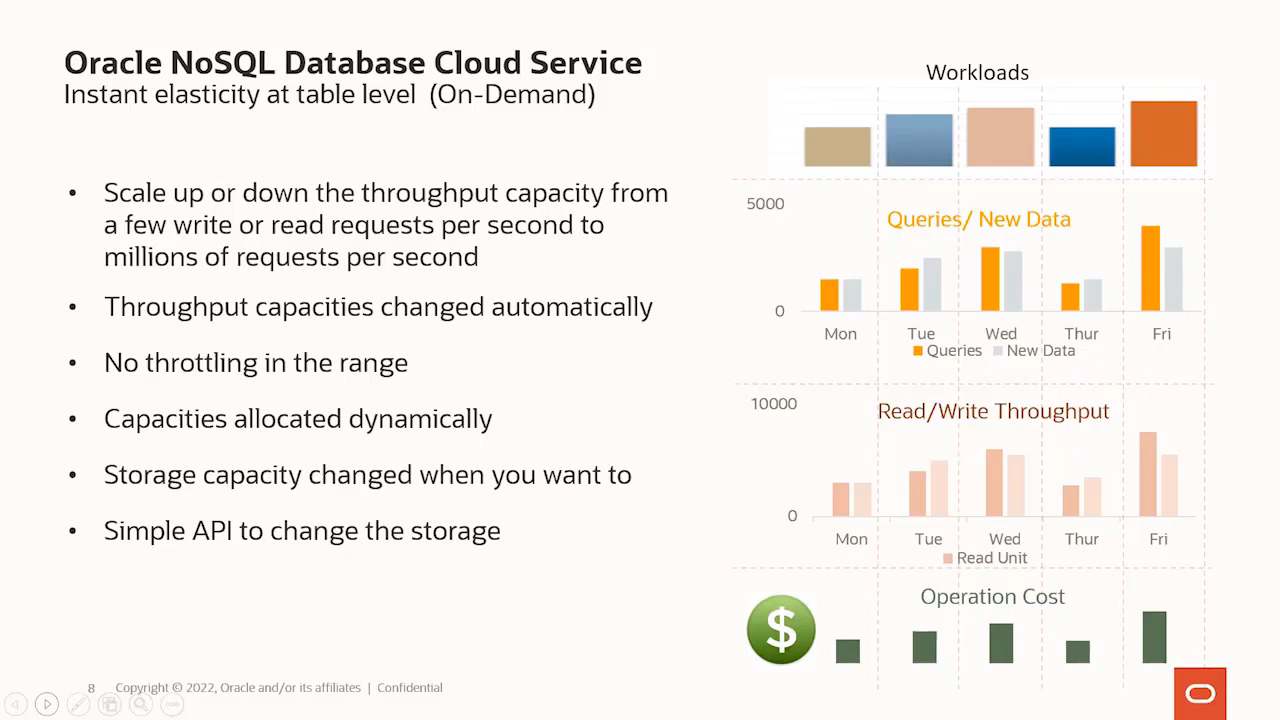 Oracle NoSQL Database Cloud Service
Instant elasticity at table level (On-Demand)
• Scale up or down the throughput capacity from
a few write or read requests per second to
millions of requests per second
• Throughput capacities changed automatically
• No throttling in the range
• Capacities allocated dynamically
• Storage capacity changed when you want to
• Simple API to change the storage
Workloads
5000
Queries/ New Data
0
Mon Tue Wed Thur Fri
Queries New Data
10000
Read/Write Throughput
0
Mon Tue Wed Thur Fri
Read Unit
Operation Cost
$
8 Copyright © 2022, Oracle and/or its affiliates | Confidential